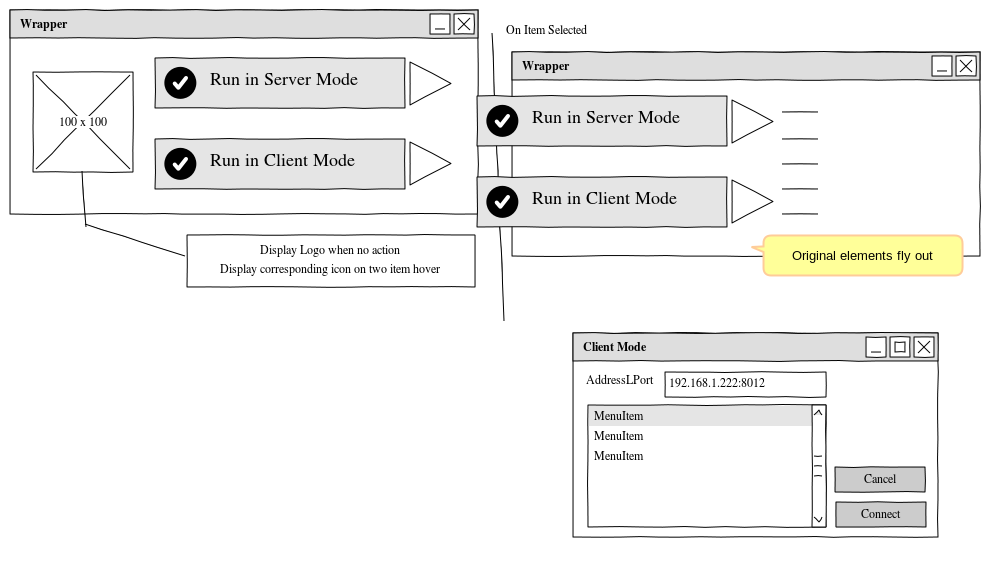 Wrapper
100 x 100
Run in Server Mode
Run in Client Mode
Display Logo when no action
Display corresponding icon on two item hover
On Item Selected
Wrapper
Run in Server Mode
Run in Client Mode
Original elements fly out
Client Mode
AddressLPort
192.168.1.222:8012
MenuItem
MenuItem
MenuItem
Cancel
Connect